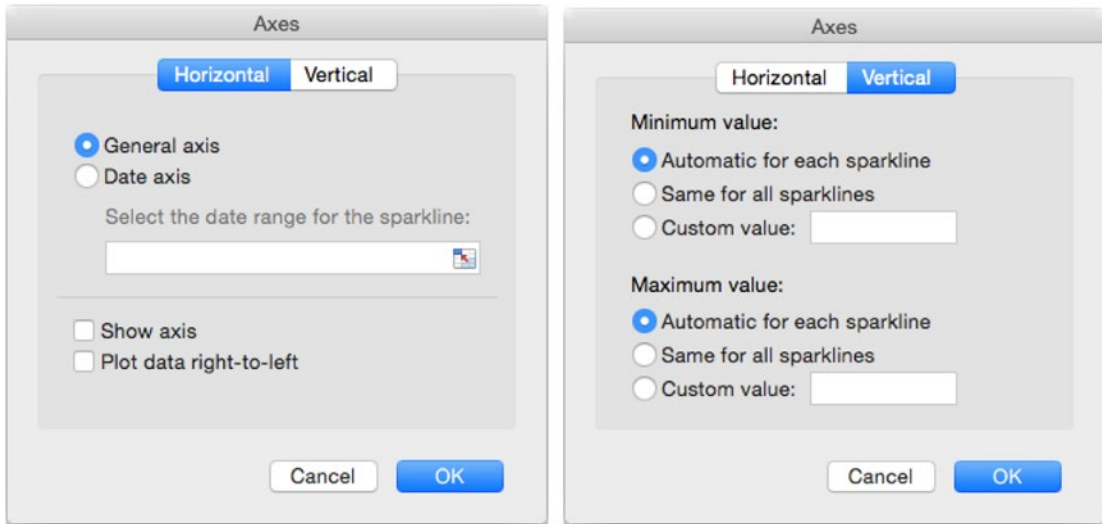 Axes
Horizontal Vertical
General axis
Date axis
Select the date range for the sparkline:
Show axis
Plot data right-to-left
Cancel OK
Axes
Horizontal Vertical
Minimum value:
Automatic for each sparkline
Same for all sparklines
Custom value:
Maximum value:
Automatic for each sparkline
Same for all sparklines
Custom value:
Cancel OK